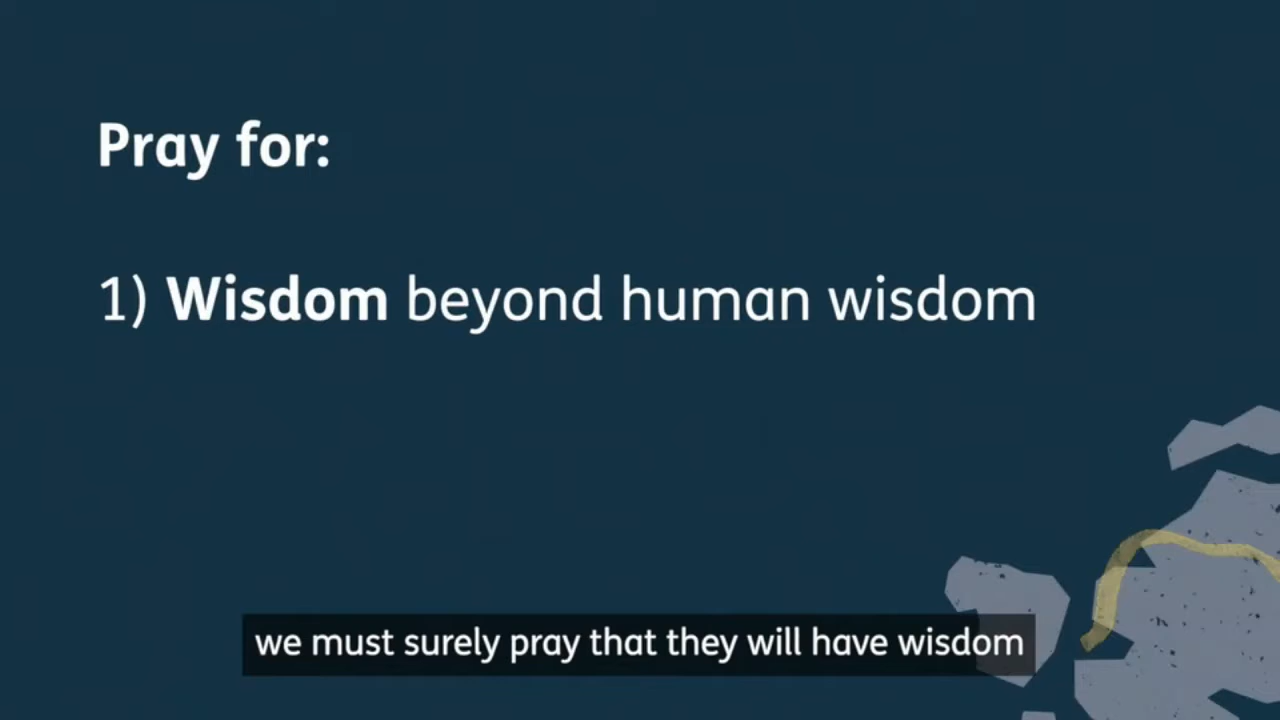 Pray for:
1) Wisdom beyond human wisdom
we must surely pray that they will have wisdom